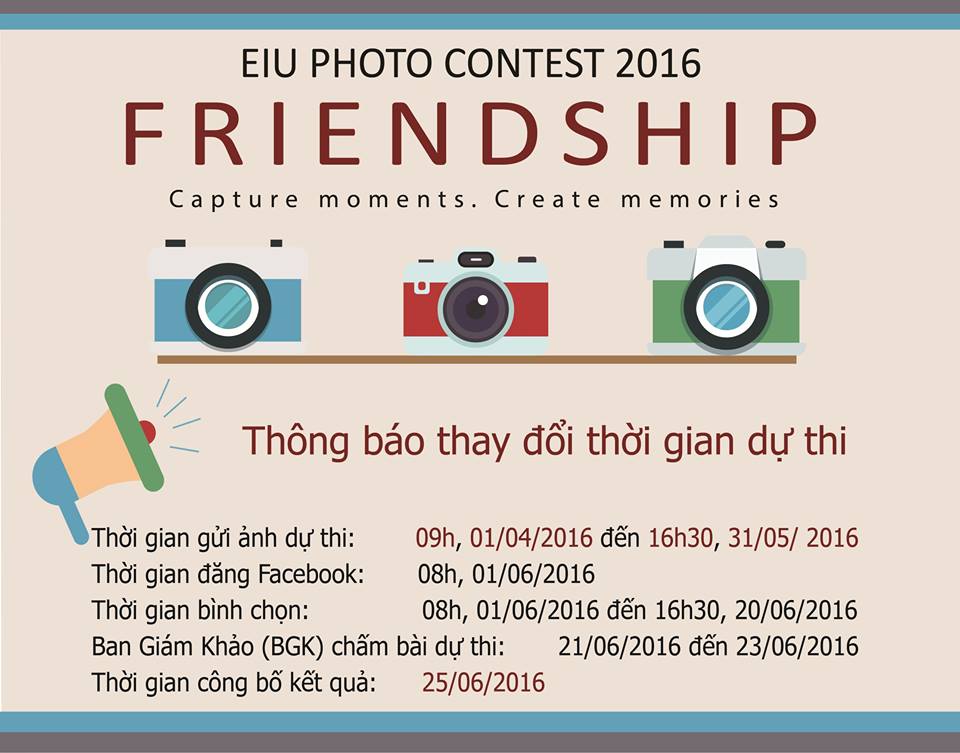 EIU PHOTO CONTEST 2016
FRIENDSHIP
Capture moments. Create memories
Thông báo thay đổi thời gian dự thi
Thời gian gửi ảnh dự thi: 09h, 01/04/2016 đến 16h30, 31/05/ 2016
Thời gian đăng Facebook: 08h, 01/06/2016
Thời gian bình chọn: 08h, 01/06/2016 đến 16h30, 20/06/2016
Ban Giám Khảo (BGK) chấm bài dự thi: 21/06/2016 đến 23/06/2016
Thời gian công bố kết quả: 25/06/2016